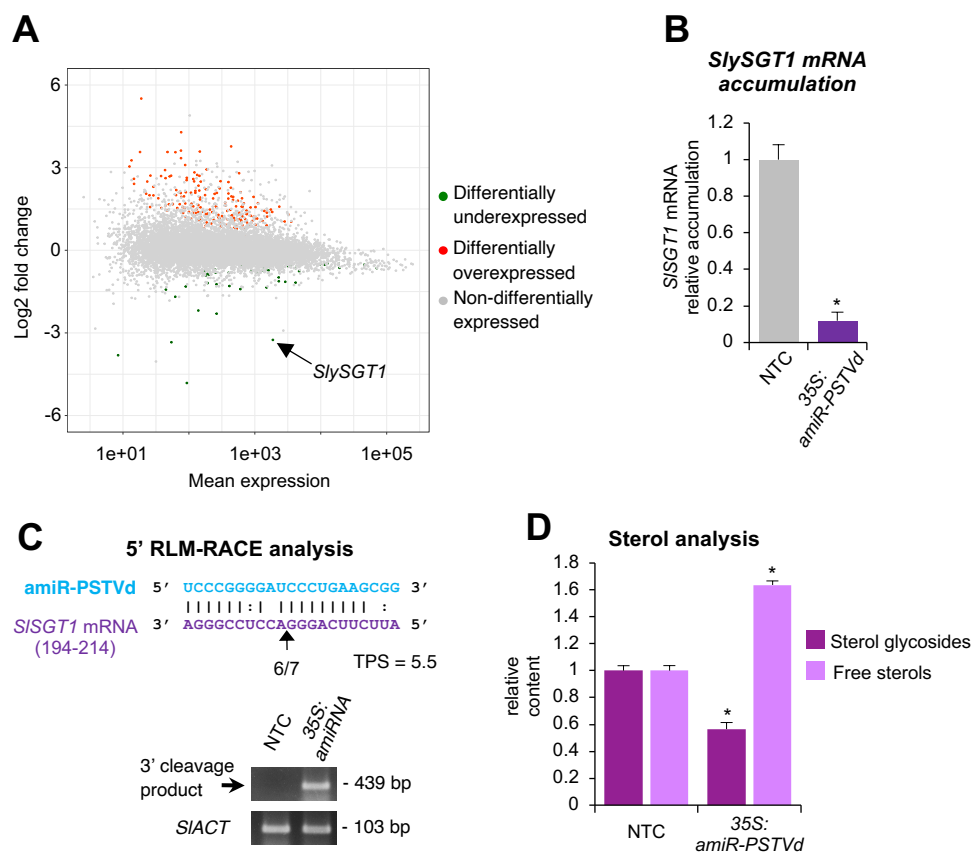 A
6
3
0
-3
-6
Log2 fold change
1e+01
1e+03
1e+05
Mean expression
SlySGT1
Differentially
underexpressed
Differentially
overexpressed
Non-differentially
expressed
B
SlySGT1 mRNA
accumulation
SlSGT1 mRNA
relative accumulation
1.2
1
0.8
0.6
0.4
0.2
0
*
NTC
35S:
amiR-PSTVd
C
5′ RLM-RACE analysis
amiR-PSTVd 5′ UCCCGGGGAUCCCUGAAGCGG 3′
||||||:| ||||||||| :
SlSGT1 mRNA 3′ AGGGCCUCCAGGGACUUCUUA 5′
(194-214)
6/7
TPS = 5.5
NTC
35S:
amiRNA
3′ cleavage
product
- 439 bp
SlACT
- 103 bp
D
Sterol analysis
relative
content
1.8
1.6
1.4
1.2
1
0.8
0.6
0.4
0.2
0
*
*
NTC
35S:
amiR-PSTVd
Sterol glycosides
Free sterols